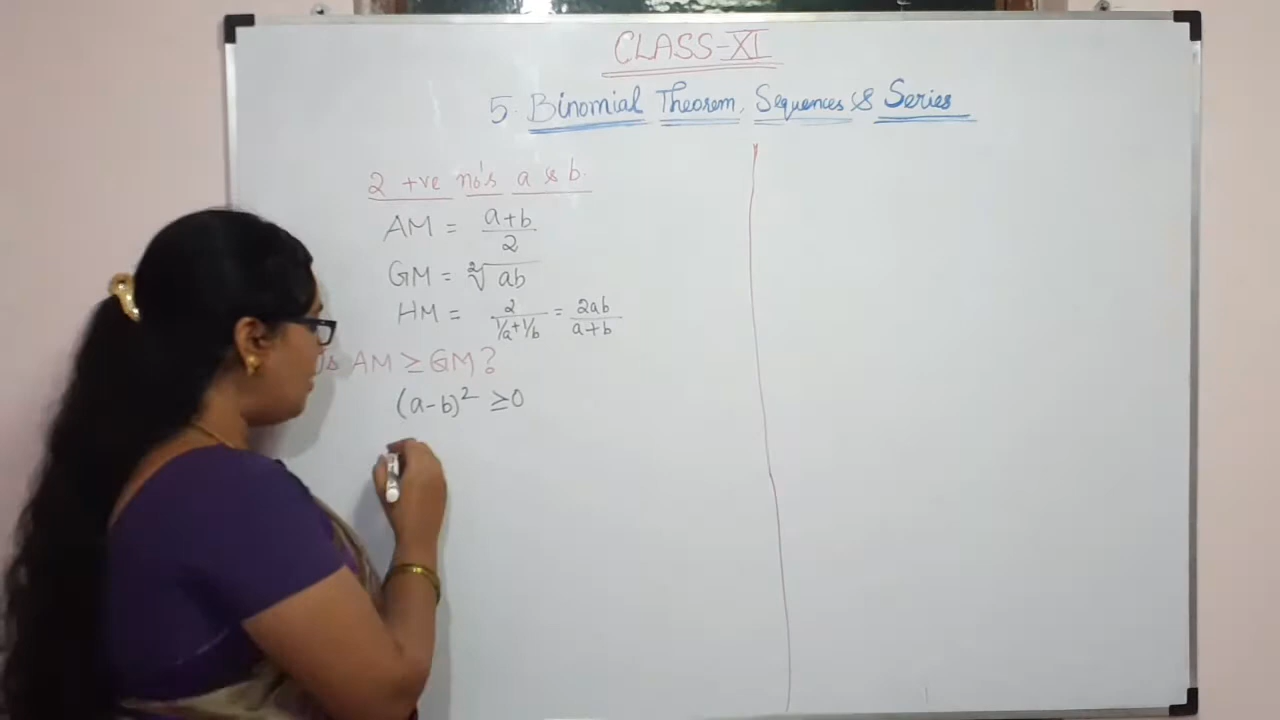 CLASS-XI
5. Binomial Theorem, Sequences & Series
2 +ve no's a & b.
AM = a+b/2
GM = ²√ab
HM = 2/(1/a+1/b) = 2ab/a+b
Is AM ≥ GM?
(a-b)² ≥0